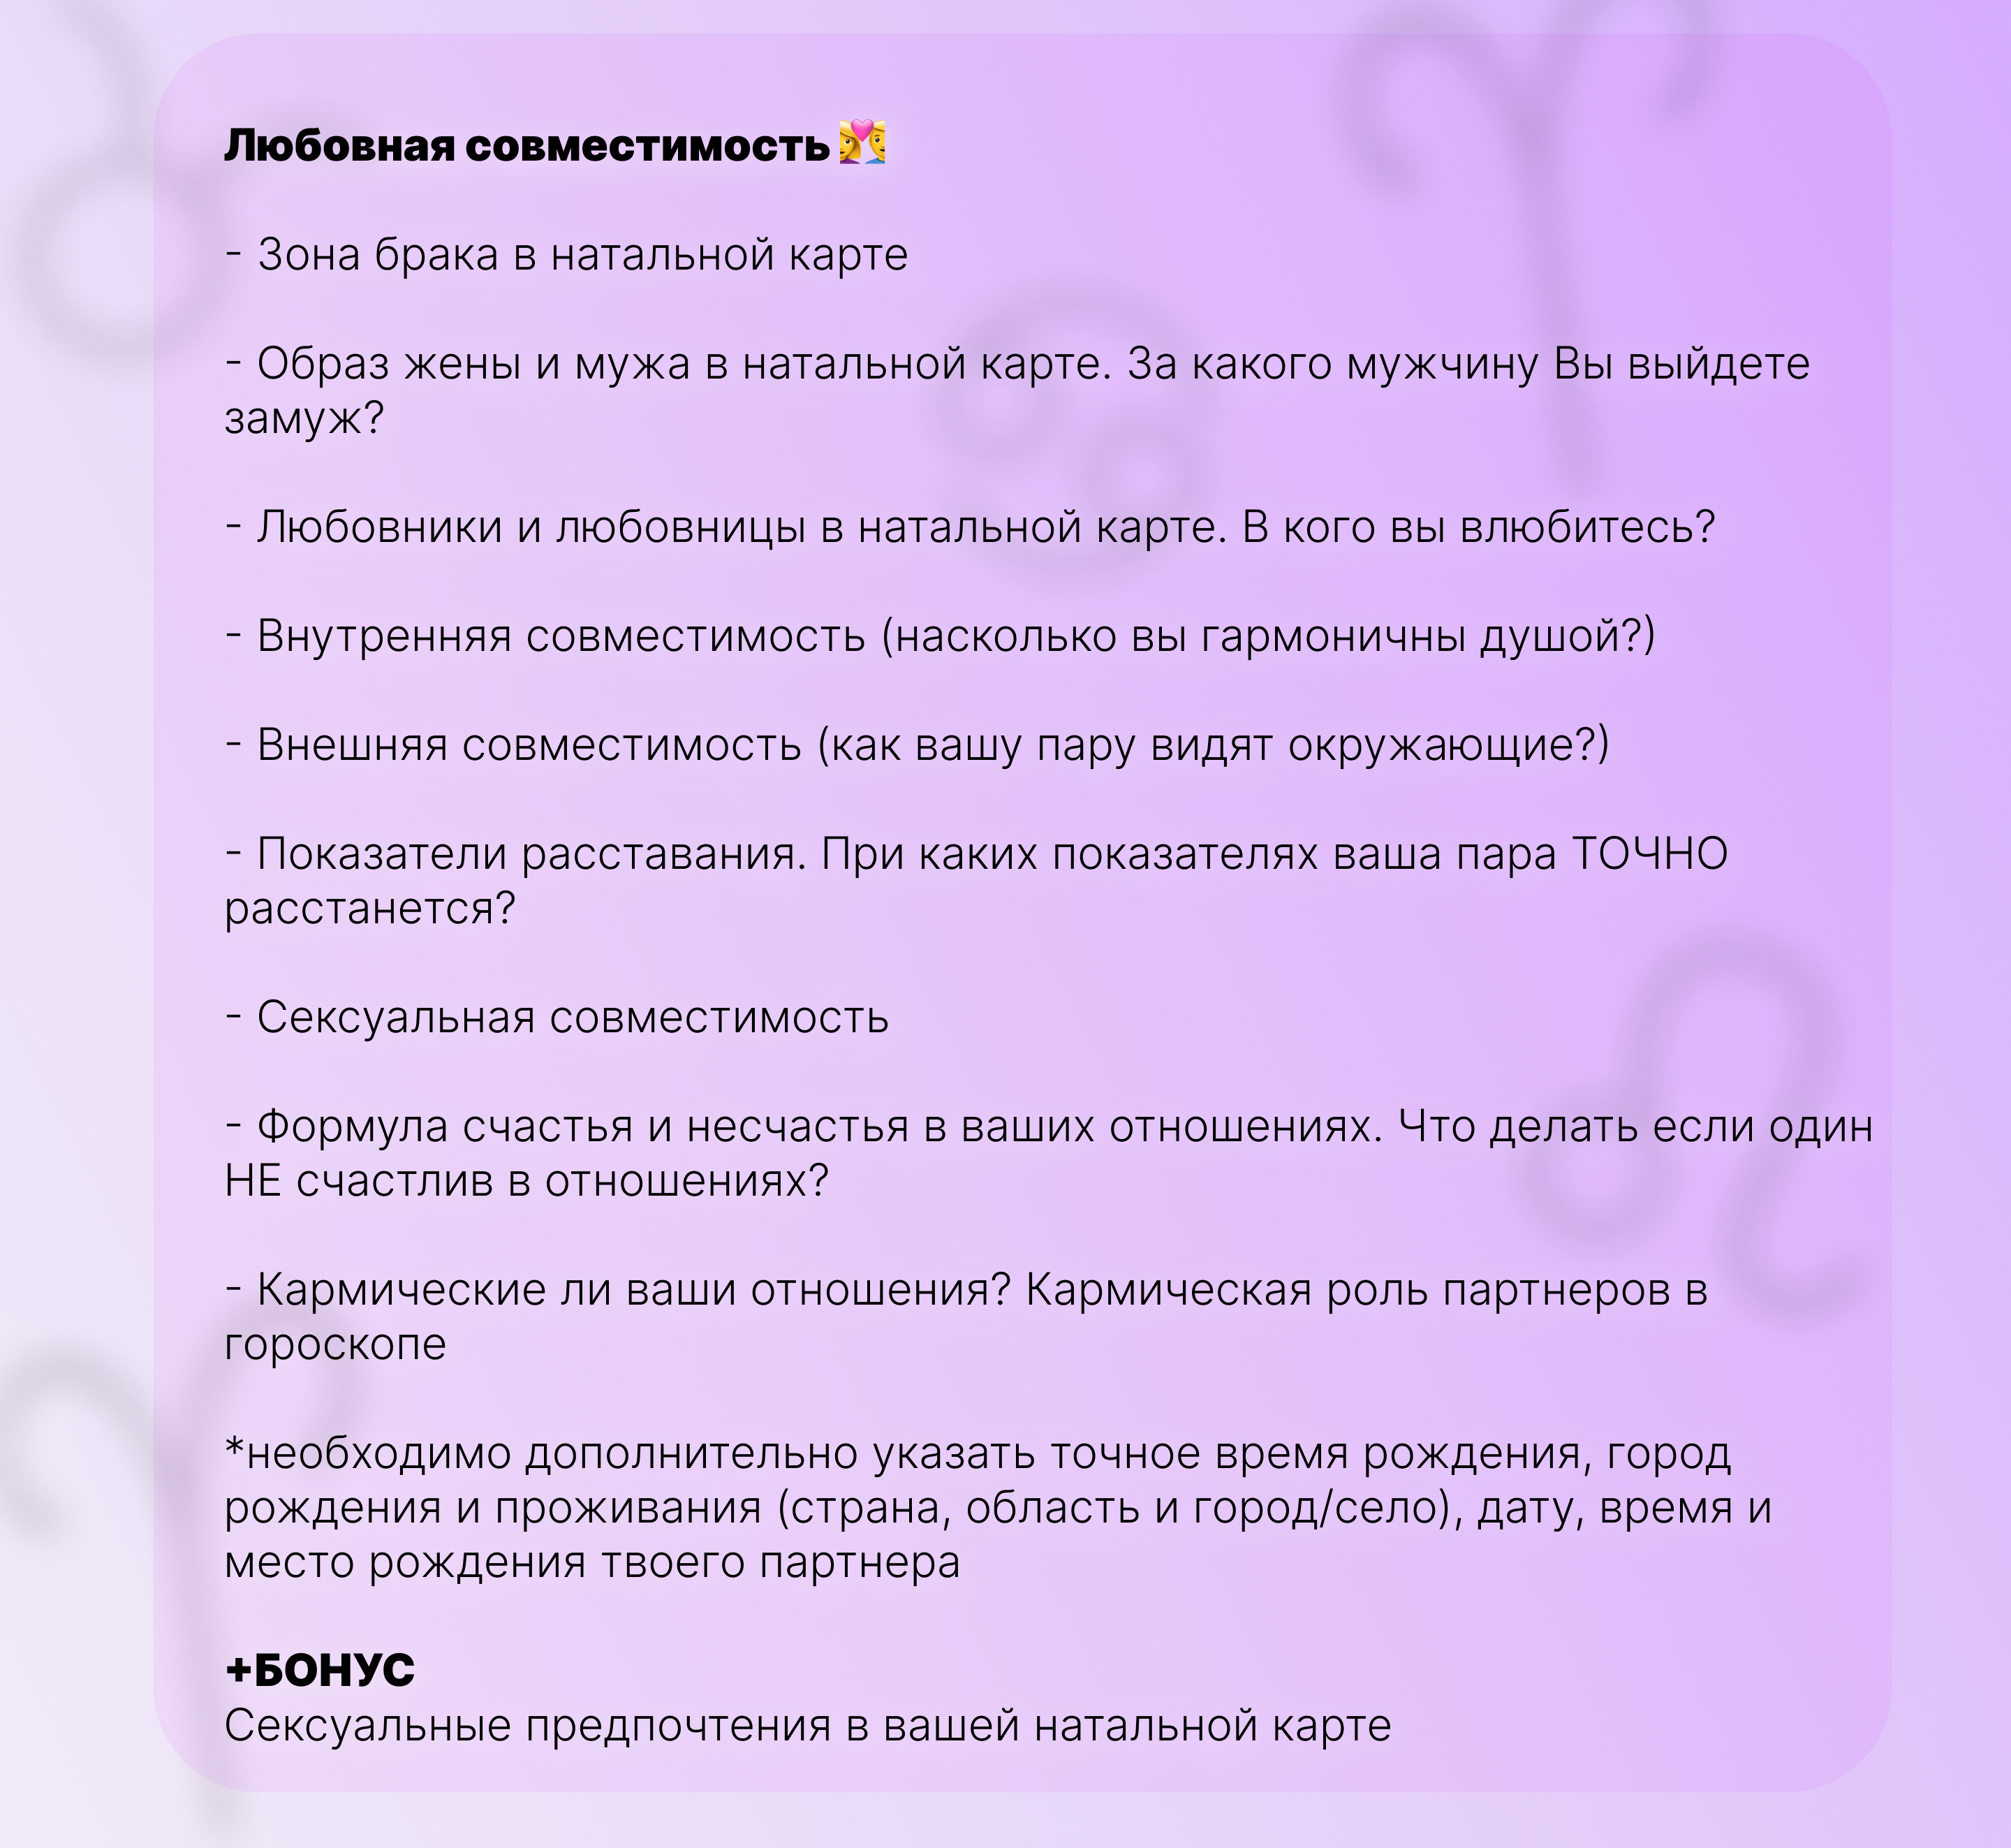 Любовная совместимость 👩‍❤️‍👨
- Зона брака в натальной карте
- Образ жены и мужа в натальной карте. За какого мужчину Вы выйдете
замуж?
- Любовники и любовницы в натальной карте. В кого вы влюбитесь?
- Внутренняя совместимость (насколько вы гармоничны душой?)
- Внешняя совместимость (как вашу пару видят окружающие?)
- Показатели расставания. При каких показателях ваша пара ТОЧНО
расстанется?
- Сексуальная совместимость
- Формула счастья и несчастья в ваших отношениях. Что делать если один
НЕ счастлив в отношениях?
- Кармические ли ваши отношения? Кармическая роль партнеров в
гороскопе
*необходимо дополнительно указать точное время рождения, город
рождения и проживания (страна, область и город/село), дату, время и
место рождения твоего партнера
+БОНУС
Сексуальные предпочтения в вашей натальной карте